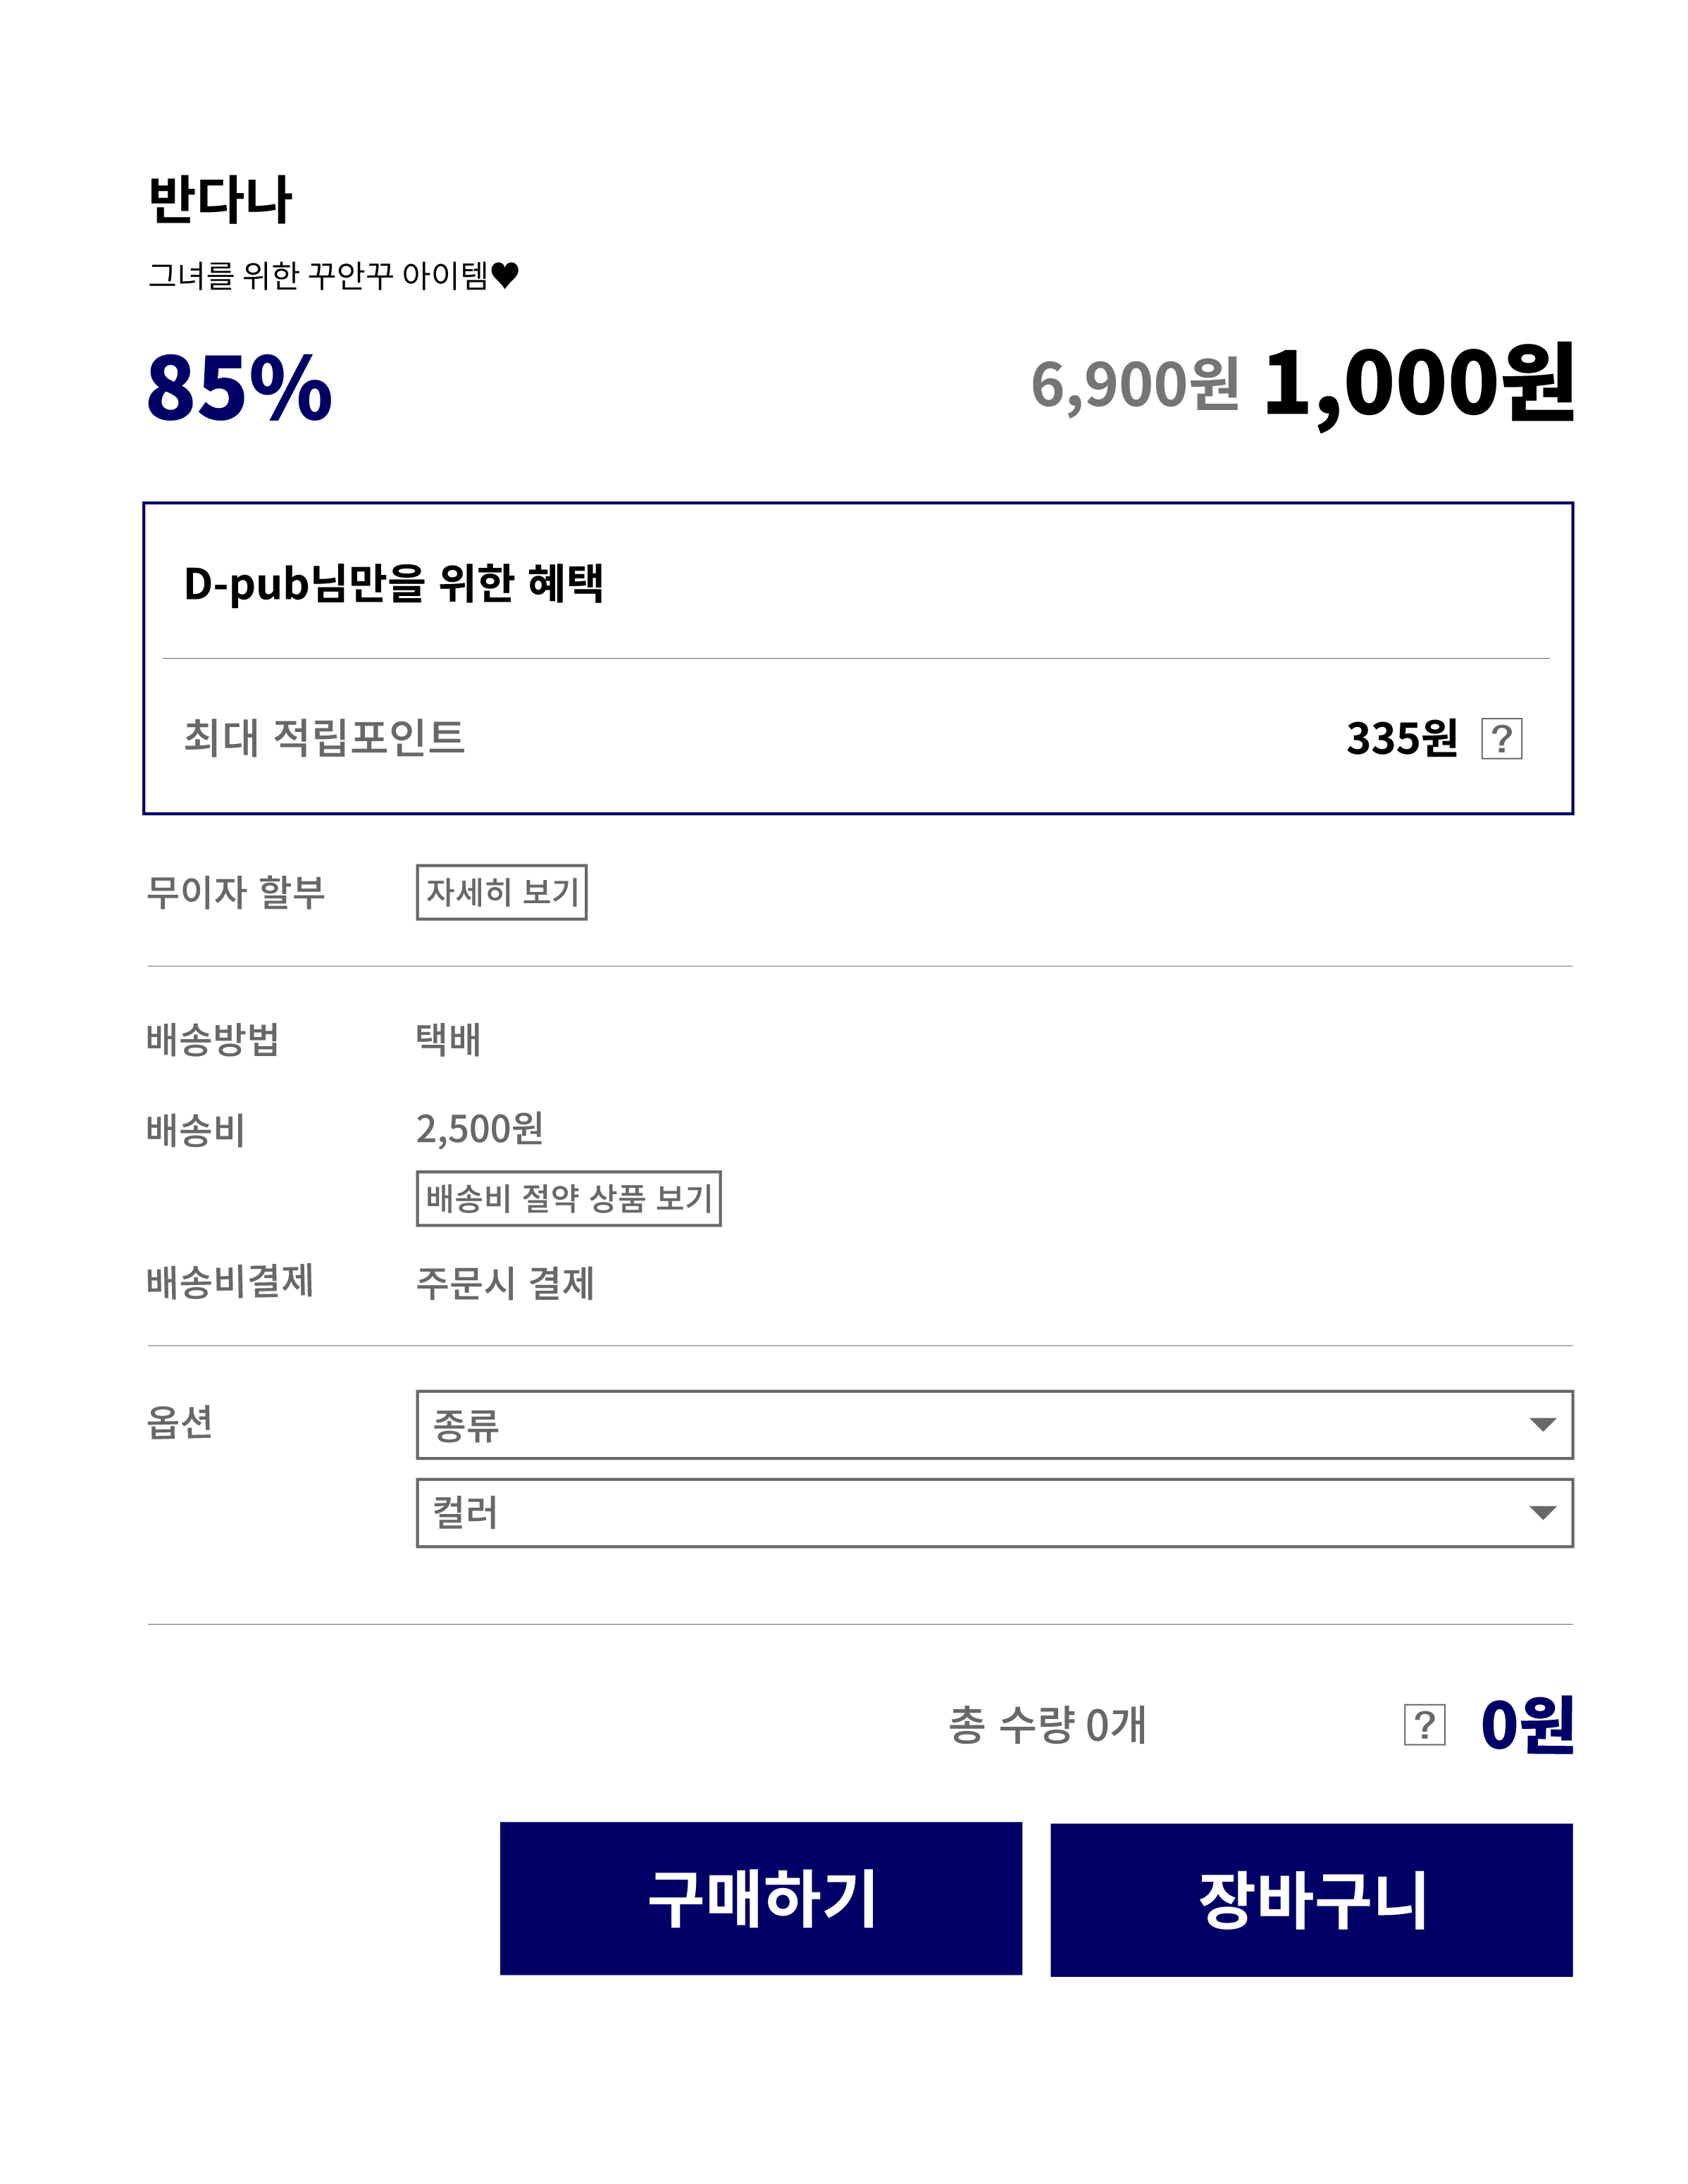 반다나
그녀를 위한 꾸안꾸 아이템♥
85% 6,900원 1,000원
D-pub님만을 위한 혜택
최대 적립포인트 335원 ?
무이자 할부 자세히 보기
배송방법 택배
배송비 2,500원
배송비 절약 상품 보기
배송비결제 주문시 결제
옵션 종류
컬러
총 수량 0개 ? 0원
구매하기 장바구니